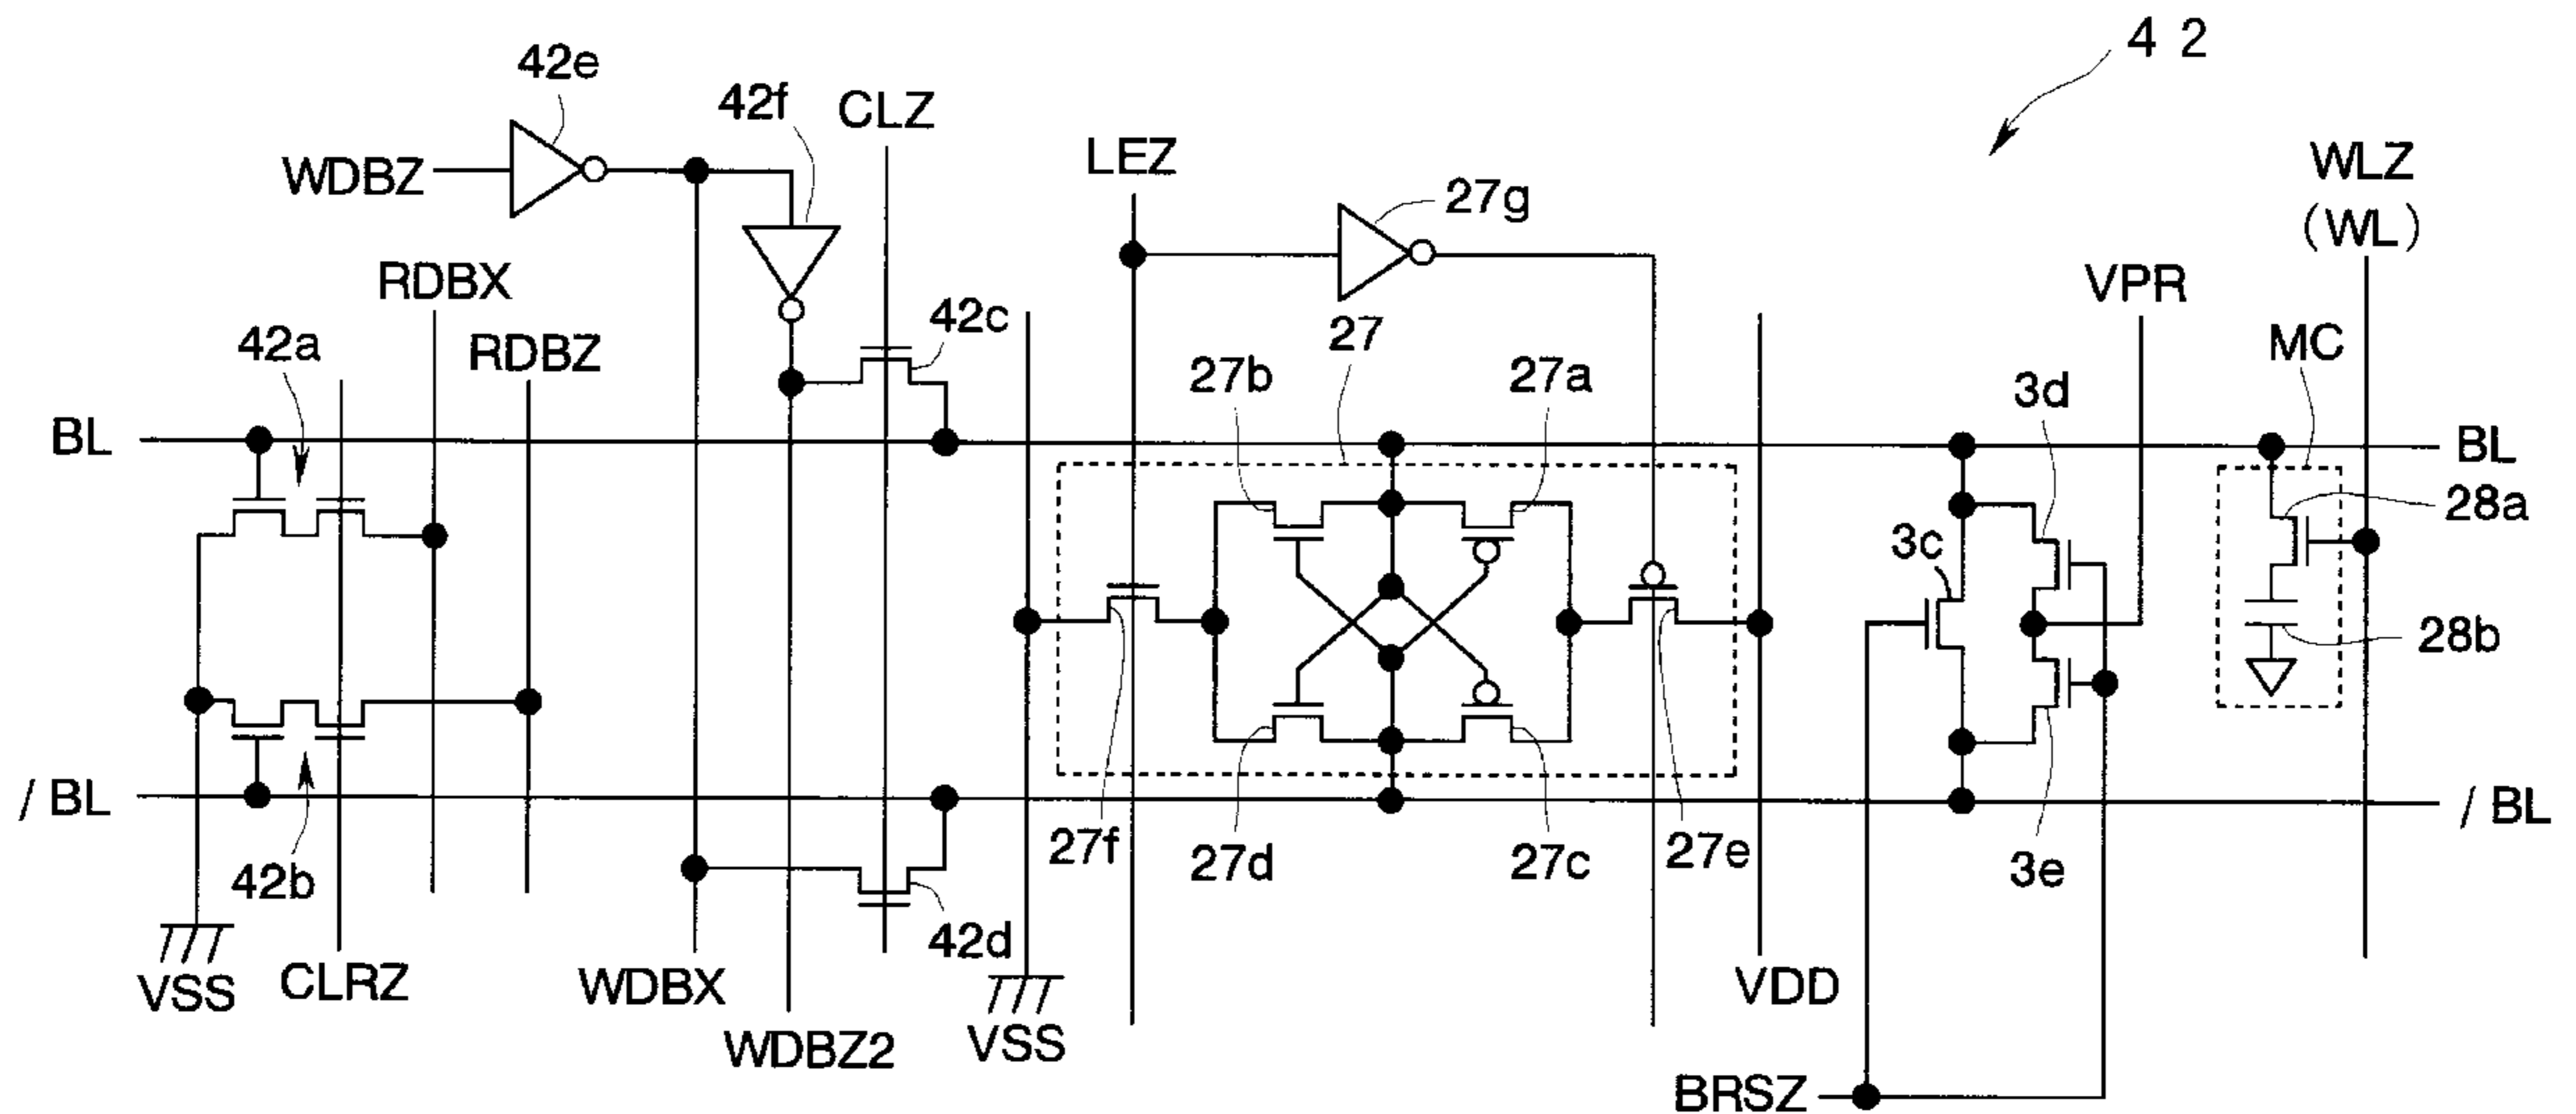 4 2
42e
42f
CLZ
LEZ
WDBZ
27g
WLZ
(WL)
RDBX
VPR
42c
27
MC
42a
RDBZ
27b
27a
3d
BL
BL
28a
3c
28b
/ BL
/ BL
27f
27d
27c
27e
3e
42b
42d
VSS
CLRZ
WDBX
VDD
WDBZ2
VSS
BRSZ